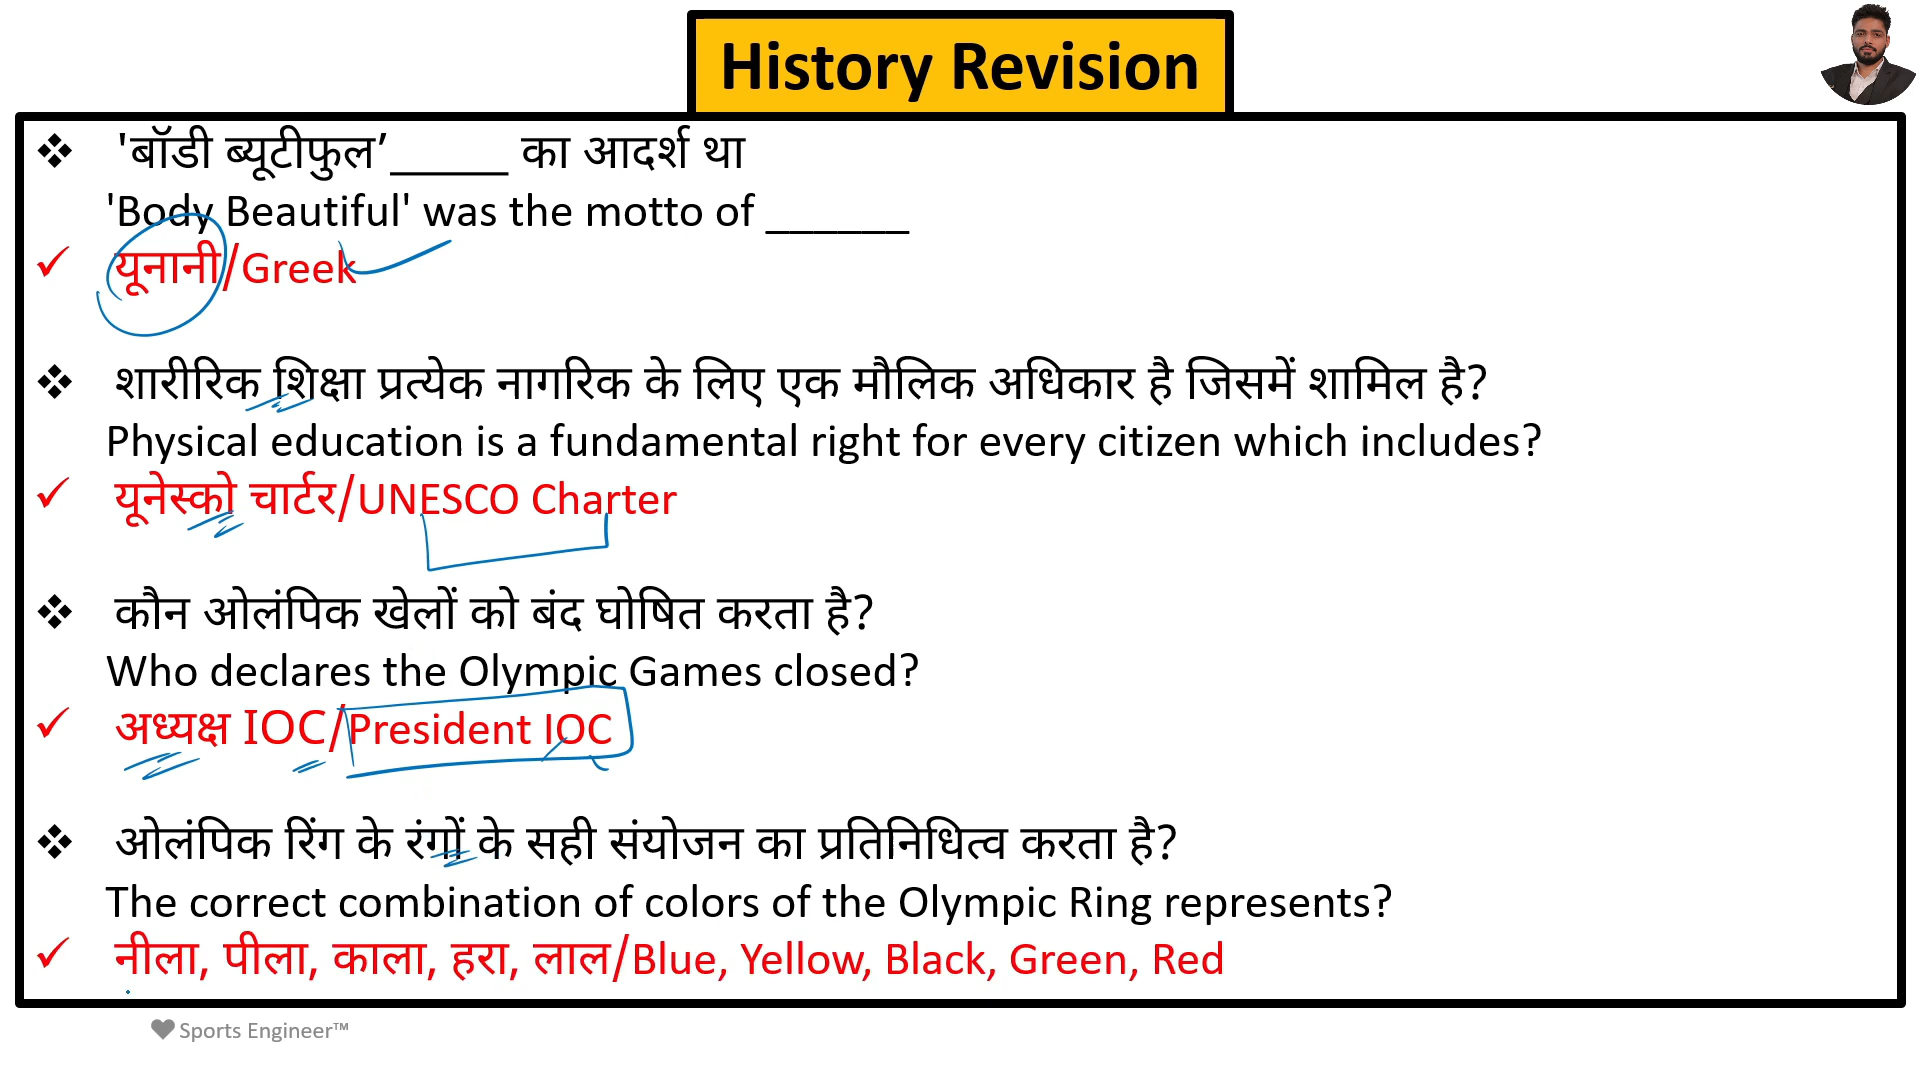 History Revision
❖ 'बॉडी ब्यूटीफुल’_____ का आदर्श था
'Body Beautiful' was the motto of ______
✓ यूनानी/Greek
❖ शारीरिक शिक्षा प्रत्येक नागरिक के लिए एक मौलिक अधिकार है जिसमें शामिल है?
Physical education is a fundamental right for every citizen which includes?
✓ यूनेस्को चार्टर/UNESCO Charter
❖ कौन ओलंपिक खेलों को बंद घोषित करता है?
Who declares the Olympic Games closed?
✓ अध्यक्ष IOC/President IOC
❖ ओलंपिक रिंग के रंगों के सही संयोजन का प्रतिनिधित्व करता है?
The correct combination of colors of the Olympic Ring represents?
✓ नीला, पीला, काला, हरा, लाल/Blue, Yellow, Black, Green, Red
Sports Engineer™